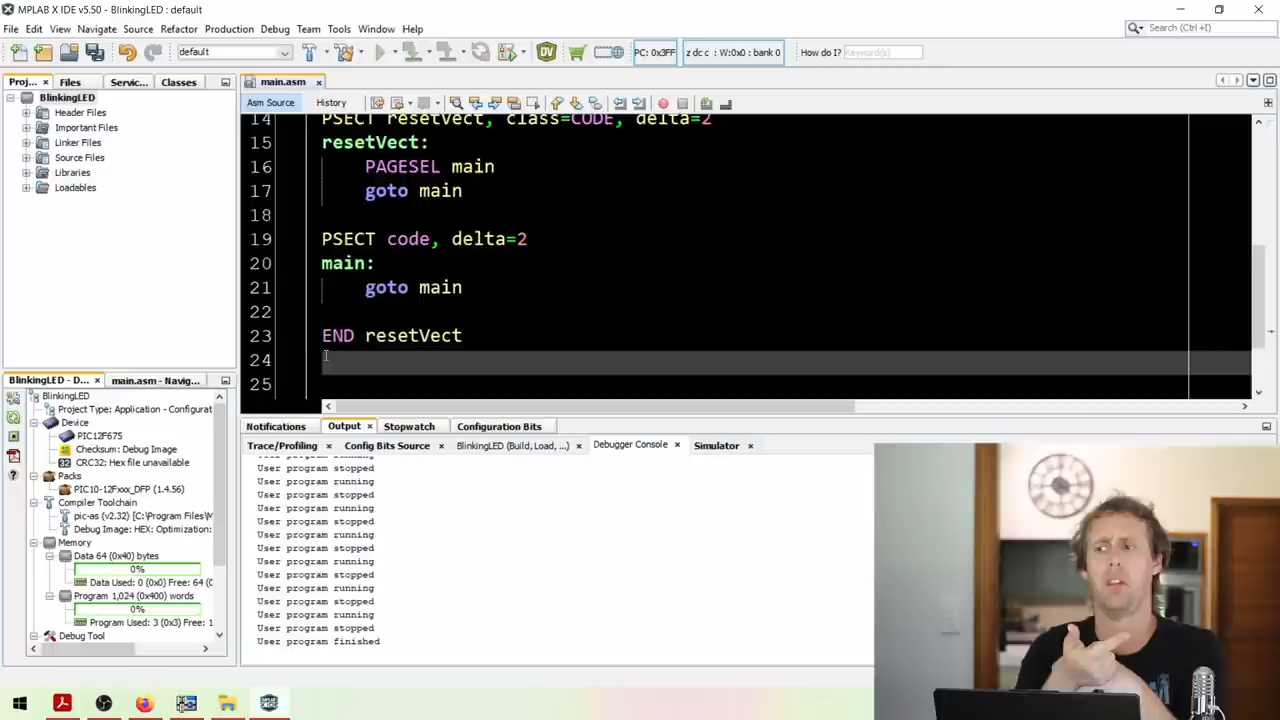 MPLAB X IDE v5.50 - BlinkingLED : default
File Edit View Navigate Source Refactor Production Debug Team Tools Window Help
Search (Ctrl+I)
default
PC: 0x3FF
z dc c : W:0x0 : bank 0
How do I? Keyword(s)
Proj... Files Servic... Classes
main.asm
BlinkingLED
Header Files
Important Files
Linker Files
Source Files
Libraries
Loadables
Asm Source History
14 PSECT resetVect, class=CODE, delta=2
15 resetVect:
16 PAGESEL main
17 goto main
18
19 PSECT code, delta=2
20 main:
21 goto main
22
23 END resetVect
24
25
BlinkingLED - D... main.asm - Navig...
BlinkingLED
Project Type: Application - Configurat
Device
PIC12F675
Checksum: Debug Image
CRC32: Hex file unavailable
Packs
PIC10-12Fxxx_DFP (1.4.56)
Compiler Toolchain
pic-as (v2.32) [C:\Program Files\M
Debug Image: HEX: Optimization:
Memory
Data 64 (0x40) bytes
0%
Data Used: 0 (0x0) Free: 64 (0
Program 1,024 (0x400) words
0%
Program Used: 3 (0x3) Free: 1
Debug Tool
Notifications Output Stopwatch Configuration Bits
Trace/Profiling Config Bits Source BlinkingLED (Build, Load, ...) Debugger Console Simulator
User program running
User program stopped
User program running
User program stopped
User program running
User program stopped
User program running
User program stopped
User program running
User program stopped
User program running
User program stopped
User program running
User program stopped
User program finished